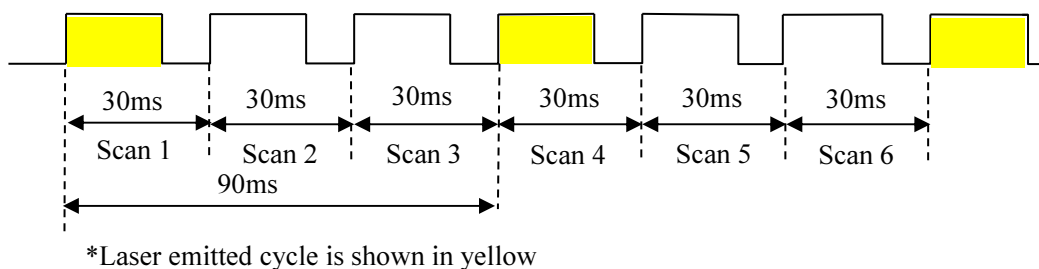 30ms 30ms 30ms 30ms 30ms 30ms
Scan 1 Scan 2 Scan 3 Scan 4 Scan 5 Scan 6
90ms
*Laser emitted cycle is shown in yellow